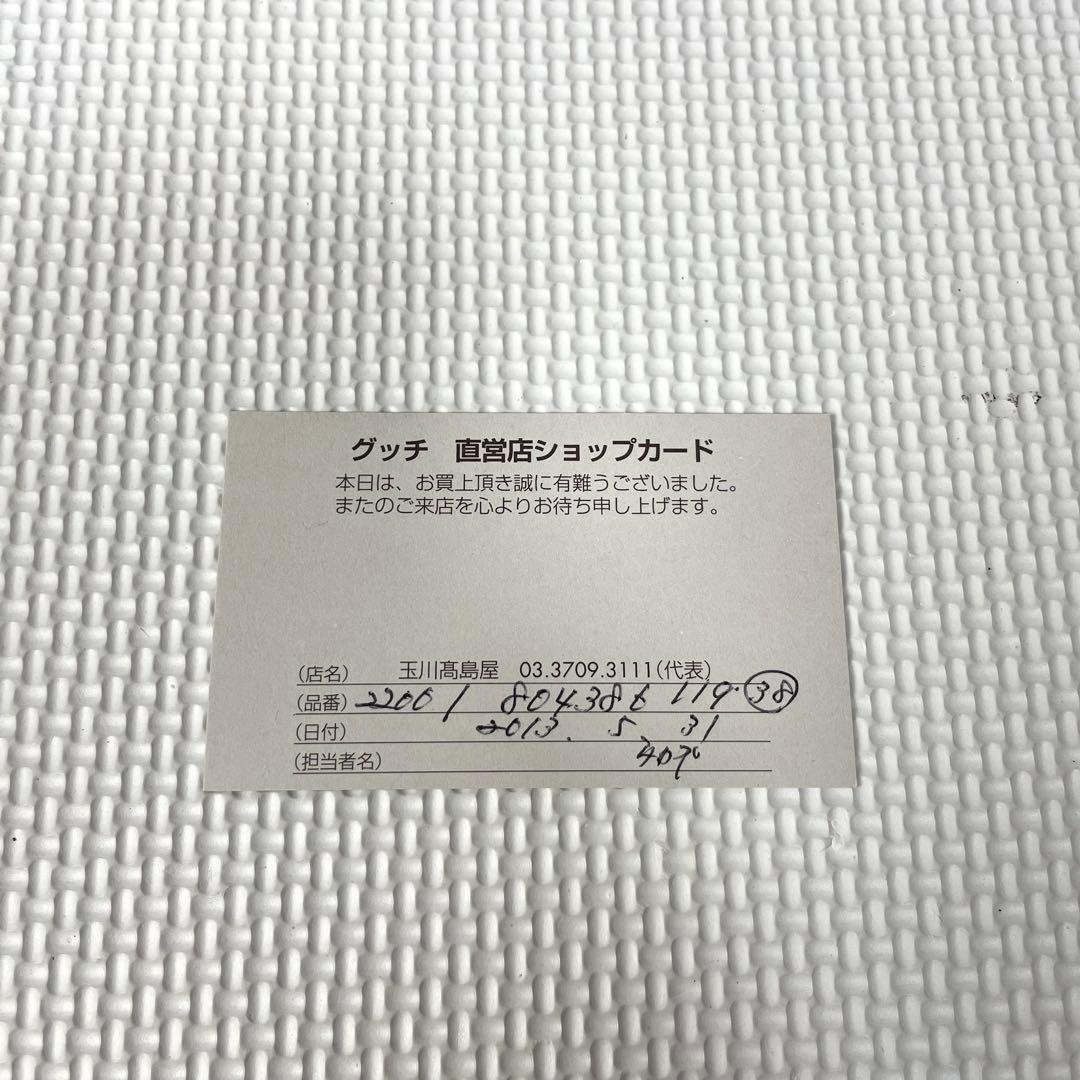 グッチ 直営店ショップカード
本日は、お買上頂き誠に有難うございました。
またのご来店を心よりお待ち申し上げます。
(店名) 玉川髙島屋 03.3709.3111(代表)
(品番) 22001 804386 119. 38
(日付) 2013. 5. 31
(担当者名)